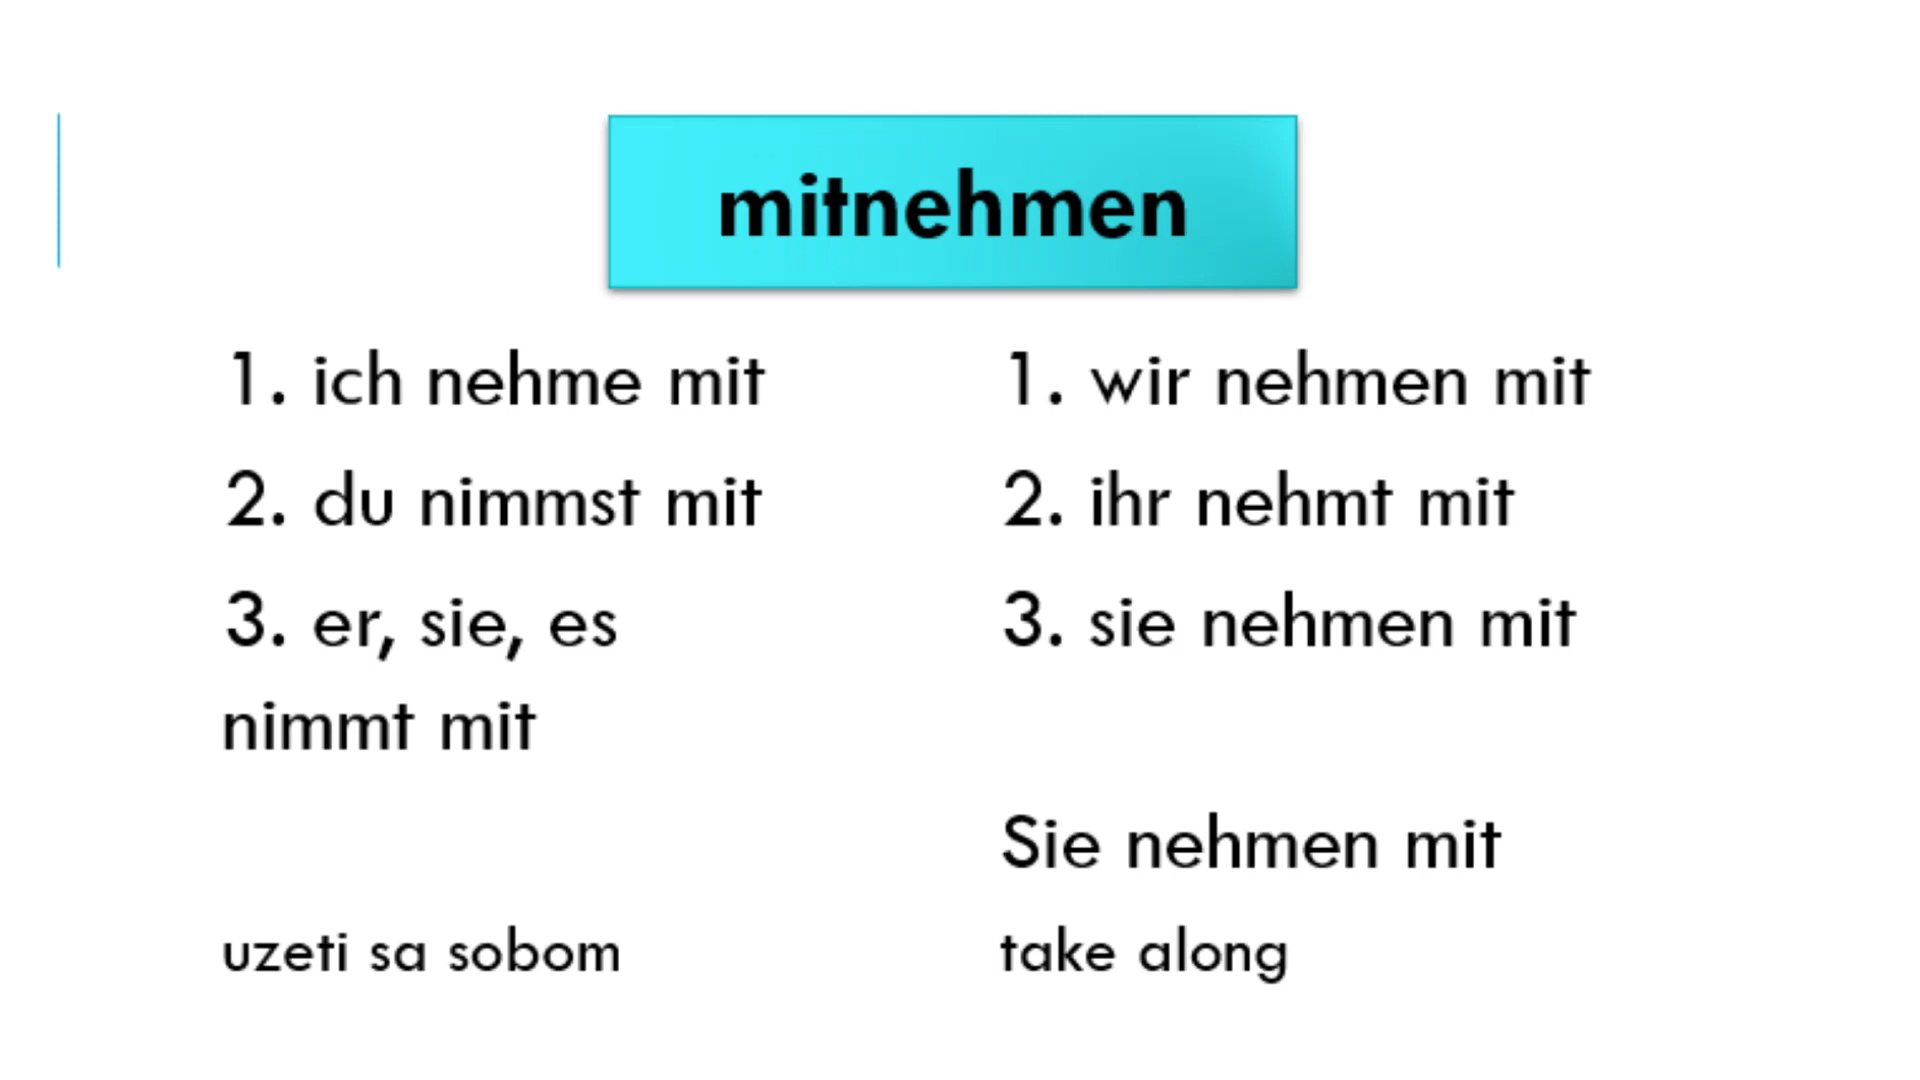 mitnehmen
1. ich nehme mit
2. du nimmst mit
3. er, sie, es
nimmt mit
uzeti sa sobom
1. wir nehmen mit
2. ihr nehmt mit
3. sie nehmen mit
Sie nehmen mit
take along